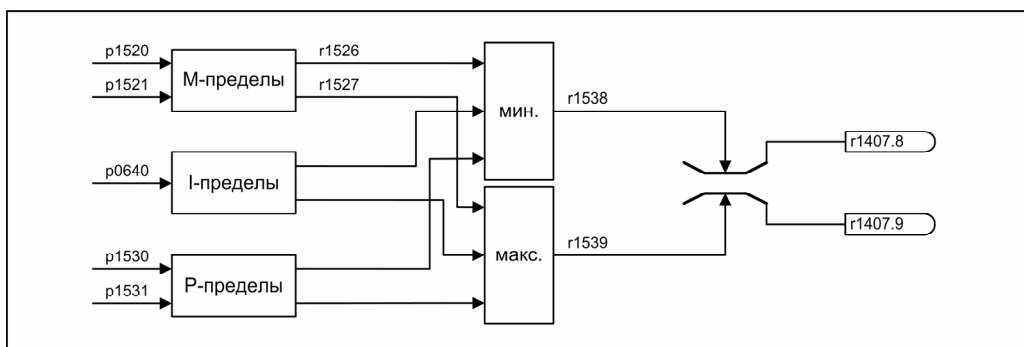 p1520
p1521
М-пределы
r1526
r1527
мин.
r1538
r1407.8
p0640
I-пределы
r1407.9
p1530
p1531
Р-пределы
макс.
r1539